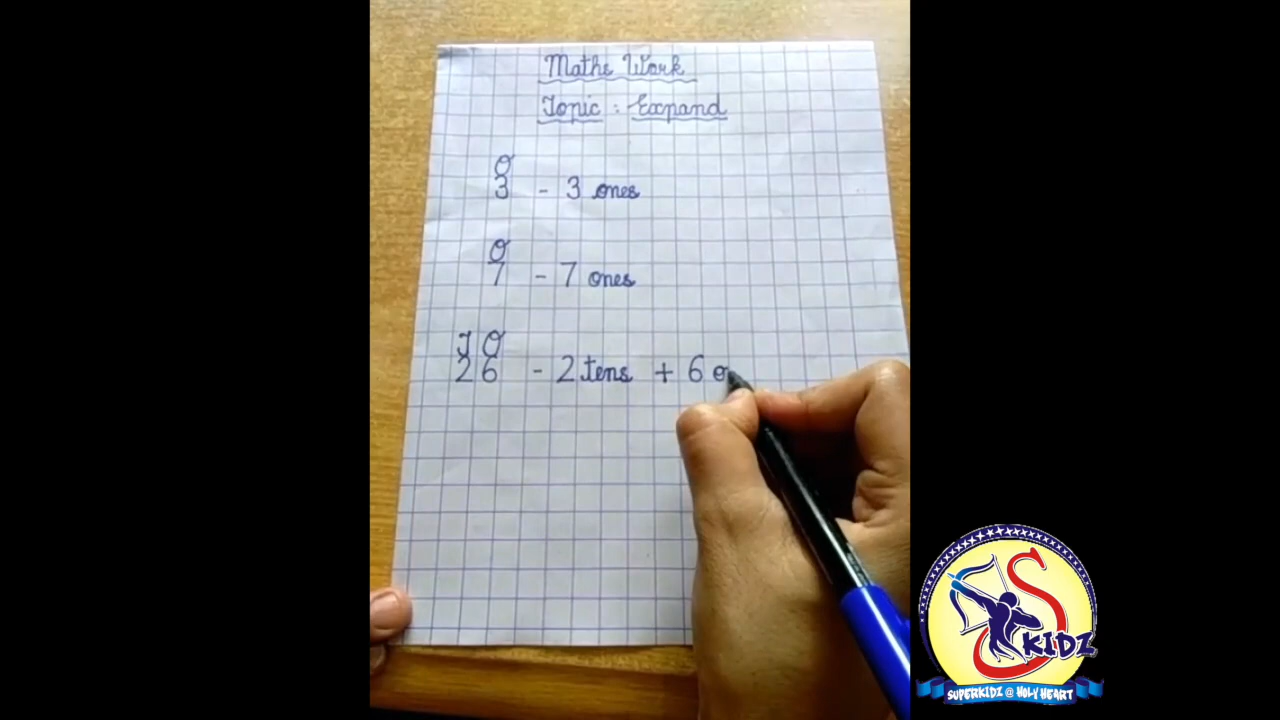 Maths Work
Topic : Expand
O
3 - 3 ones
O
7 - 7 ones
T O
26 - 2 tens + 6 o
S
KIDZ
SUPERKIDZ @ HOLY HEART